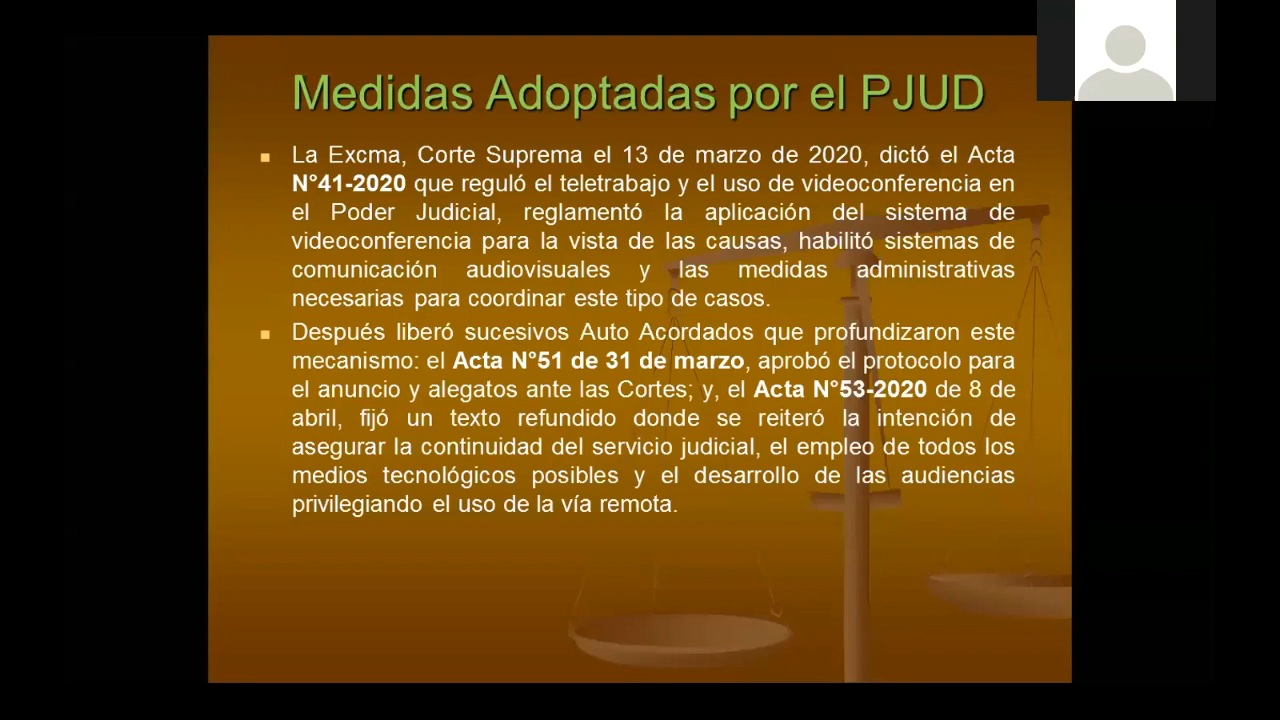 Medidas Adoptadas por el PJUD
La Excma, Corte Suprema el 13 de marzo de 2020, dictó el Acta
N°41-2020 que reguló el teletrabajo y el uso de videoconferencia en
el Poder Judicial, reglamentó la aplicación del sistema de
videoconferencia para la vista de las causas, habilitó sistemas de
comunicación audiovisuales y las medidas administrativas
necesarias para coordinar este tipo de casos.
Después liberó sucesivos Auto Acordados que profundizaron este
mecanismo: el Acta N°51 de 31 de marzo, aprobó el protocolo para
el anuncio y alegatos ante las Cortes; y, el Acta N°53-2020 de 8 de
abril, fijó un texto refundido donde se reiteró la intención de
asegurar la continuidad del servicio judicial, el empleo de todos los
medios tecnológicos posibles y el desarrollo de las audiencias
privilegiando el uso de la vía remota.